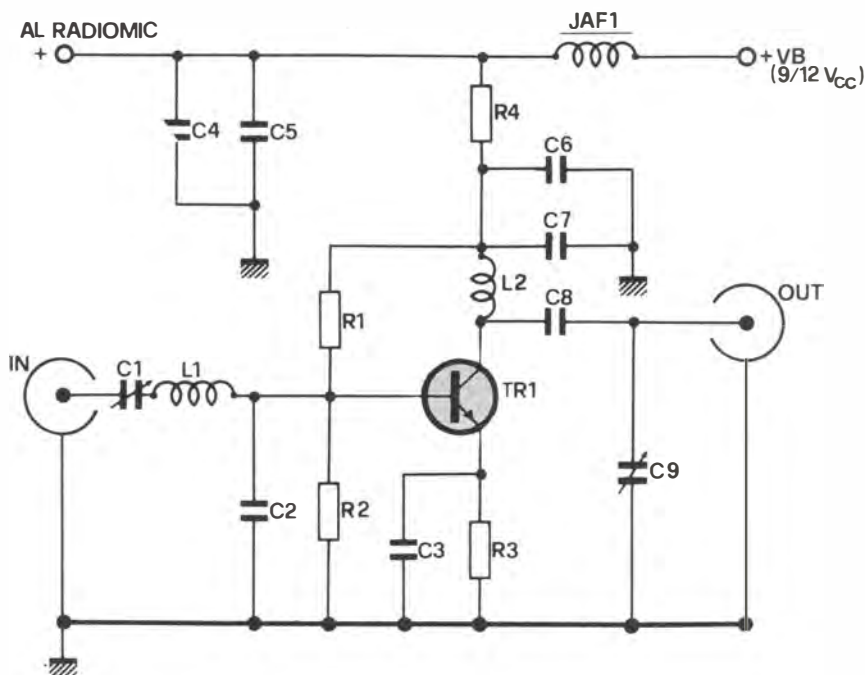 AL RADIOMIC
+
JAF1
+VB
(9/12 VCC)
R4
C4
C5
C6
C7
L2
C8
OUT
R1
IN
C1
L1
TR1
C9
C2
R2
C3
R3